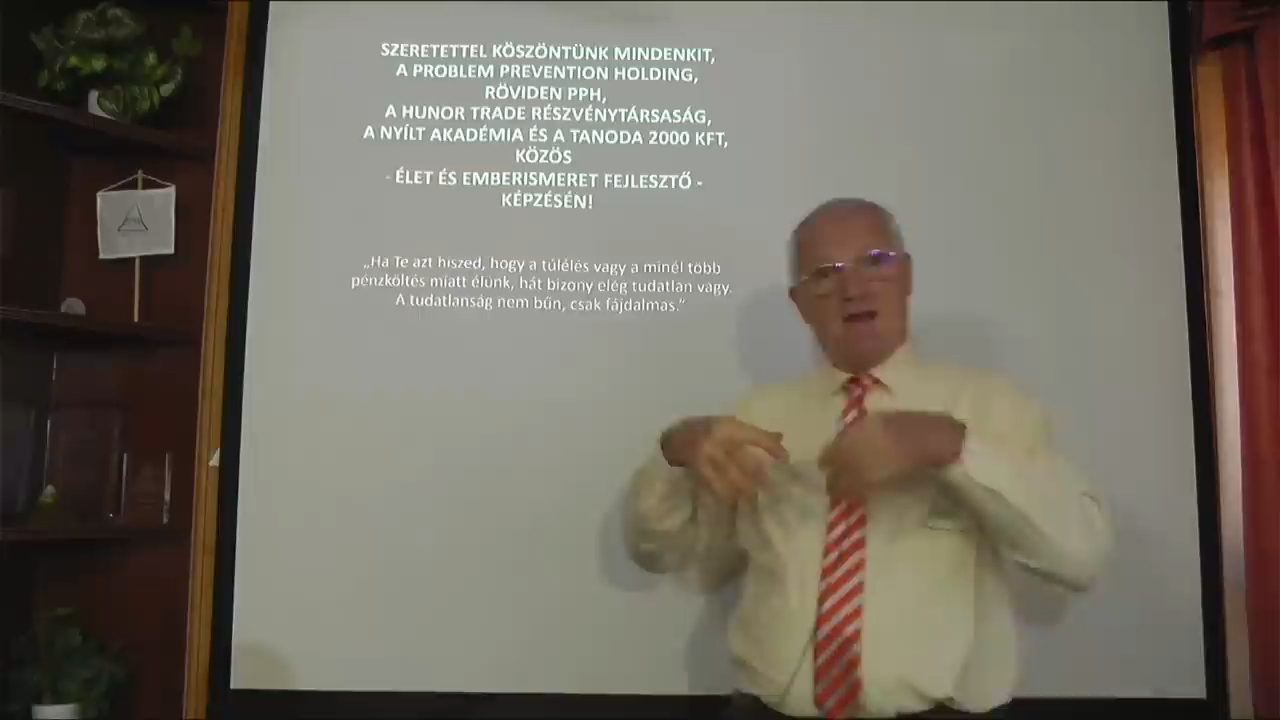 SZERETETTEL KÖSZÖNTÜNK MINDENKIT,
A PROBLEM PREVENTION HOLDING,
RÖVIDEN PPH,
A HUNOR TRADE RÉSZVÉNYTÁRSASÁG,
A NYÍLT AKADÉMIA ÉS A TANODA 2000 KFT,
KÖZÖS
- ÉLET ÉS EMBERISMERET FEJLESZTŐ -
KÉPZÉSÉN!
„Ha Te azt hiszed, hogy a túlélés vagy a minél több
pénzköltés miatt élünk, hát bizony elég tudatlan vagy.
A tudatlanság nem bűn, csak fájdalmas.”